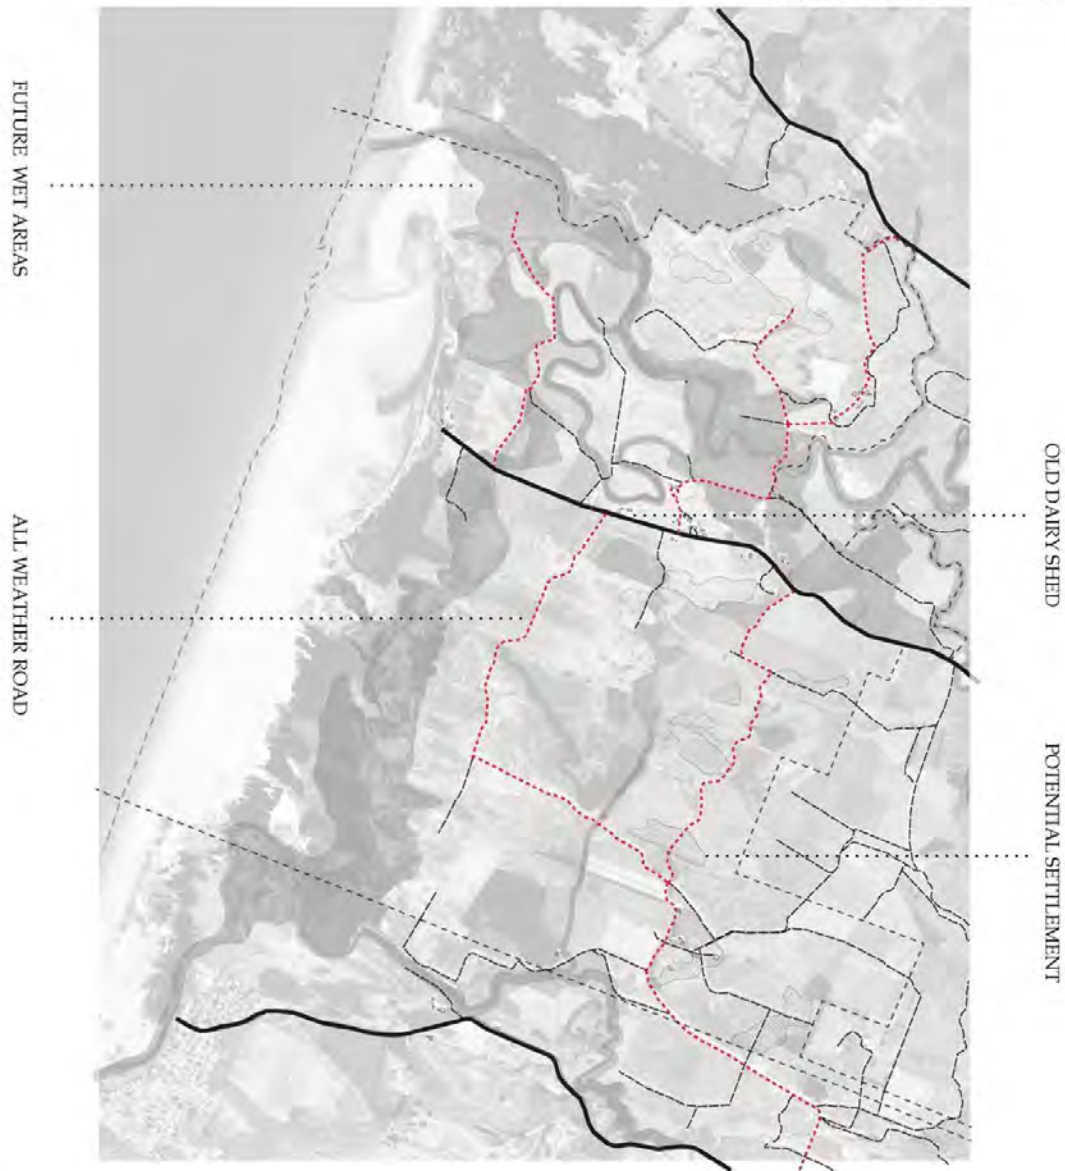 FUTURE WET AREAS
ALL WEATHER ROAD
OLD DAIRY SHED
POTENTIAL SETTLEMENT